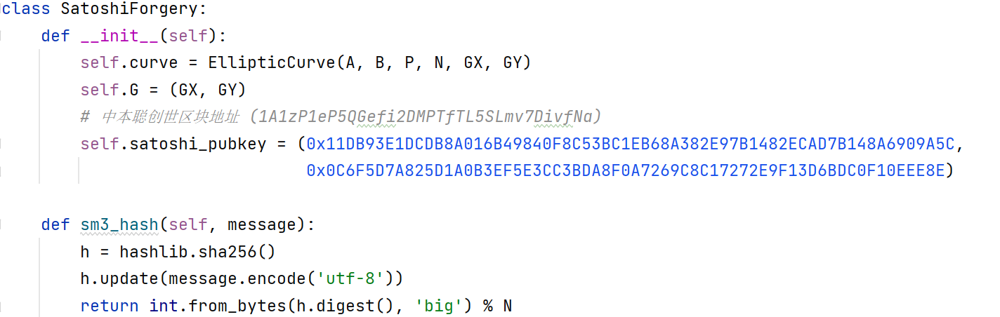 class SatoshiForgery:
def __init__(self):
self.curve = EllipticCurve(A, B, P, N, GX, GY)
self.G = (GX, GY)
# 中本聪创世区块地址 (1A1zP1eP5QGefi2DMPTfTL5SLmv7DivfNa)
self.satoshi_pubkey = (0x11DB93E1DCDB8A016B49840F8C53BC1EB68A382E97B1482ECAD7B148A6909A5C,
0x0C6F5D7A825D1A0B3EF5E3CC3BDA8F0A7269C8C17272E9F13D6BDC0F10EEE8E)
def sm3_hash(self, message):
h = hashlib.sha256()
h.update(message.encode('utf-8'))
return int.from_bytes(h.digest(), 'big') % N